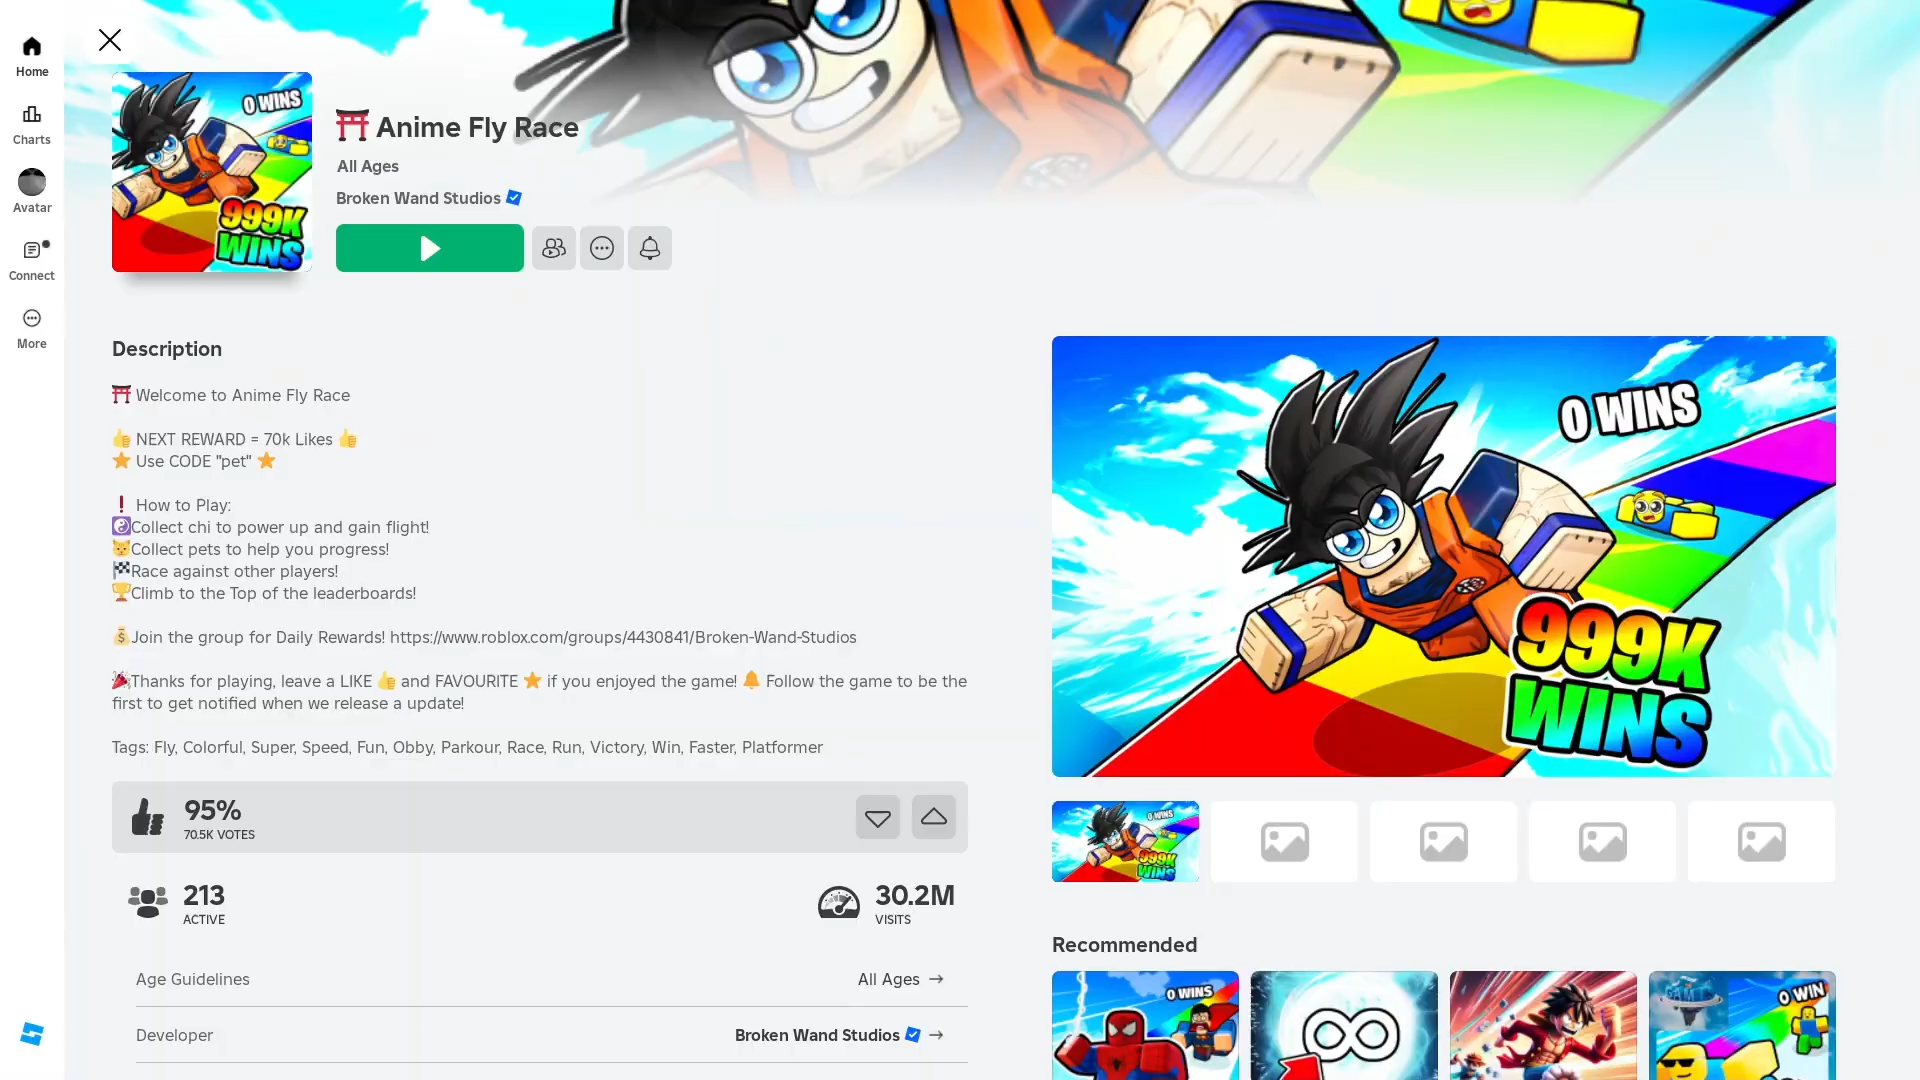 Home
Charts
Avatar
Connect
More
0 WINS
999K
WINS
Anime Fly Race
All Ages
Broken Wand Studios
Description
Welcome to Anime Fly Race
NEXT REWARD = 70k Likes
Use CODE "pet"
How to Play:
Collect chi to power up and gain flight!
Collect pets to help you progress!
Race against other players!
Climb to the Top of the leaderboards!
Join the group for Daily Rewards! https://www.roblox.com/groups/4430841/Broken-Wand-Studios
Thanks for playing, leave a LIKE 👍 and FAVOURITE ⭐ if you enjoyed the game! 🔔 Follow the game to be the
first to get notified when we release a update!
Tags: Fly, Colorful, Super, Speed, Fun, Obby, Parkour, Race, Run, Victory, Win, Faster, Platformer
95%
70.5K VOTES
213
ACTIVE
30.2M
VISITS
Age Guidelines
All Ages
Developer
Broken Wand Studios
0 WINS
999K
WINS
0 WINS
999K
WINS
Recommended
0 WINS
0 WIN